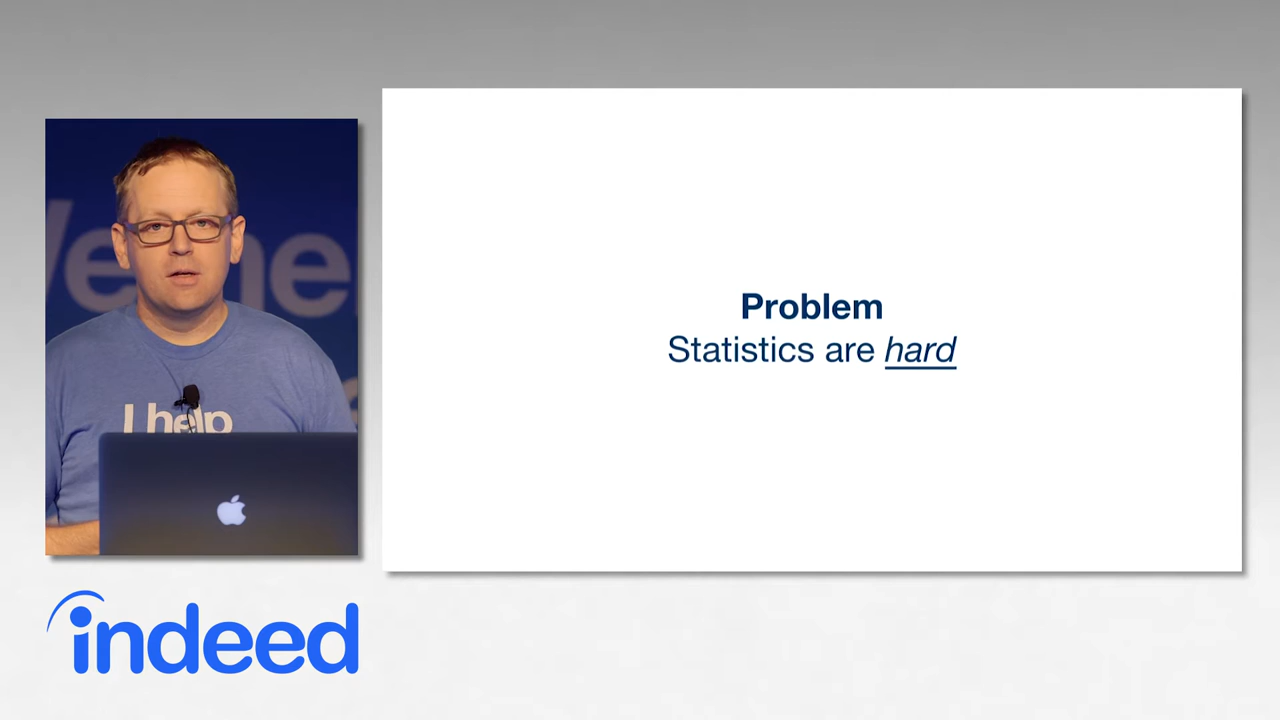 I help
Problem
Statistics are hard
indeed